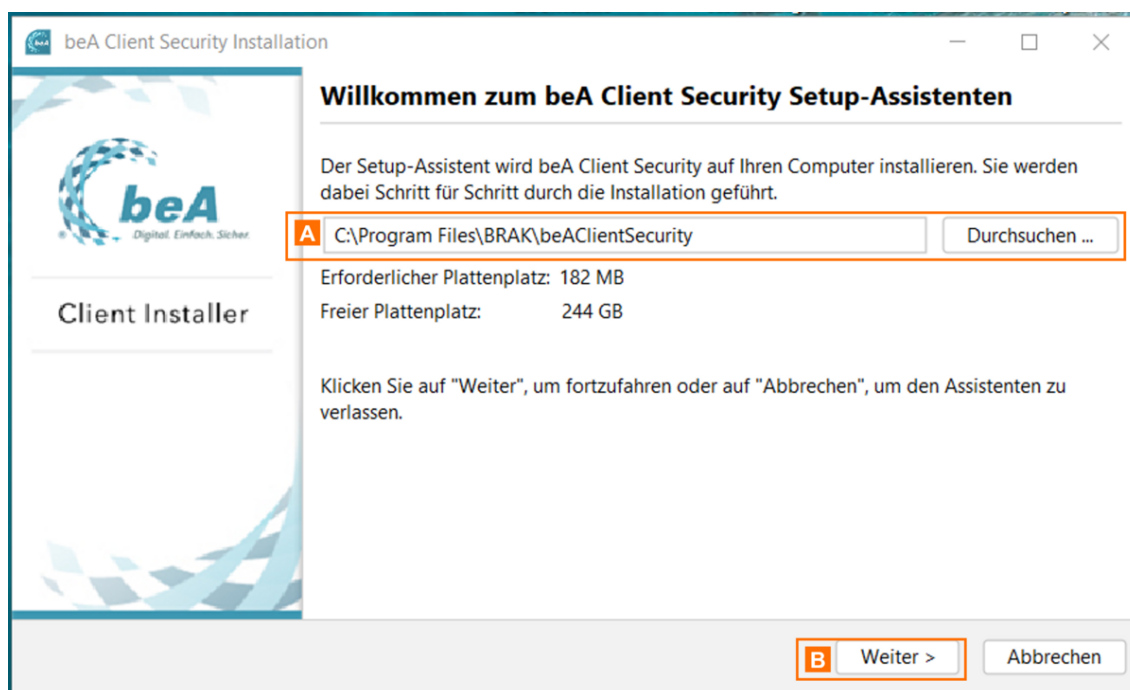 beA Client Security Installation
Willkommen zum beA Client Security Setup-Assistenten
Der Setup-Assistent wird beA Client Security auf Ihren Computer installieren. Sie werden
dabei Schritt für Schritt durch die Installation geführt.
beA
Digital. Einfach. Sicher.
A C:\Program Files\BRAK\beAClientSecurity Durchsuchen ...
Erforderlicher Plattenplatz: 182 MB
Client Installer
Freier Plattenplatz: 244 GB
Klicken Sie auf "Weiter", um fortzufahren oder auf "Abbrechen", um den Assistenten zu
verlassen.
B Weiter > Abbrechen